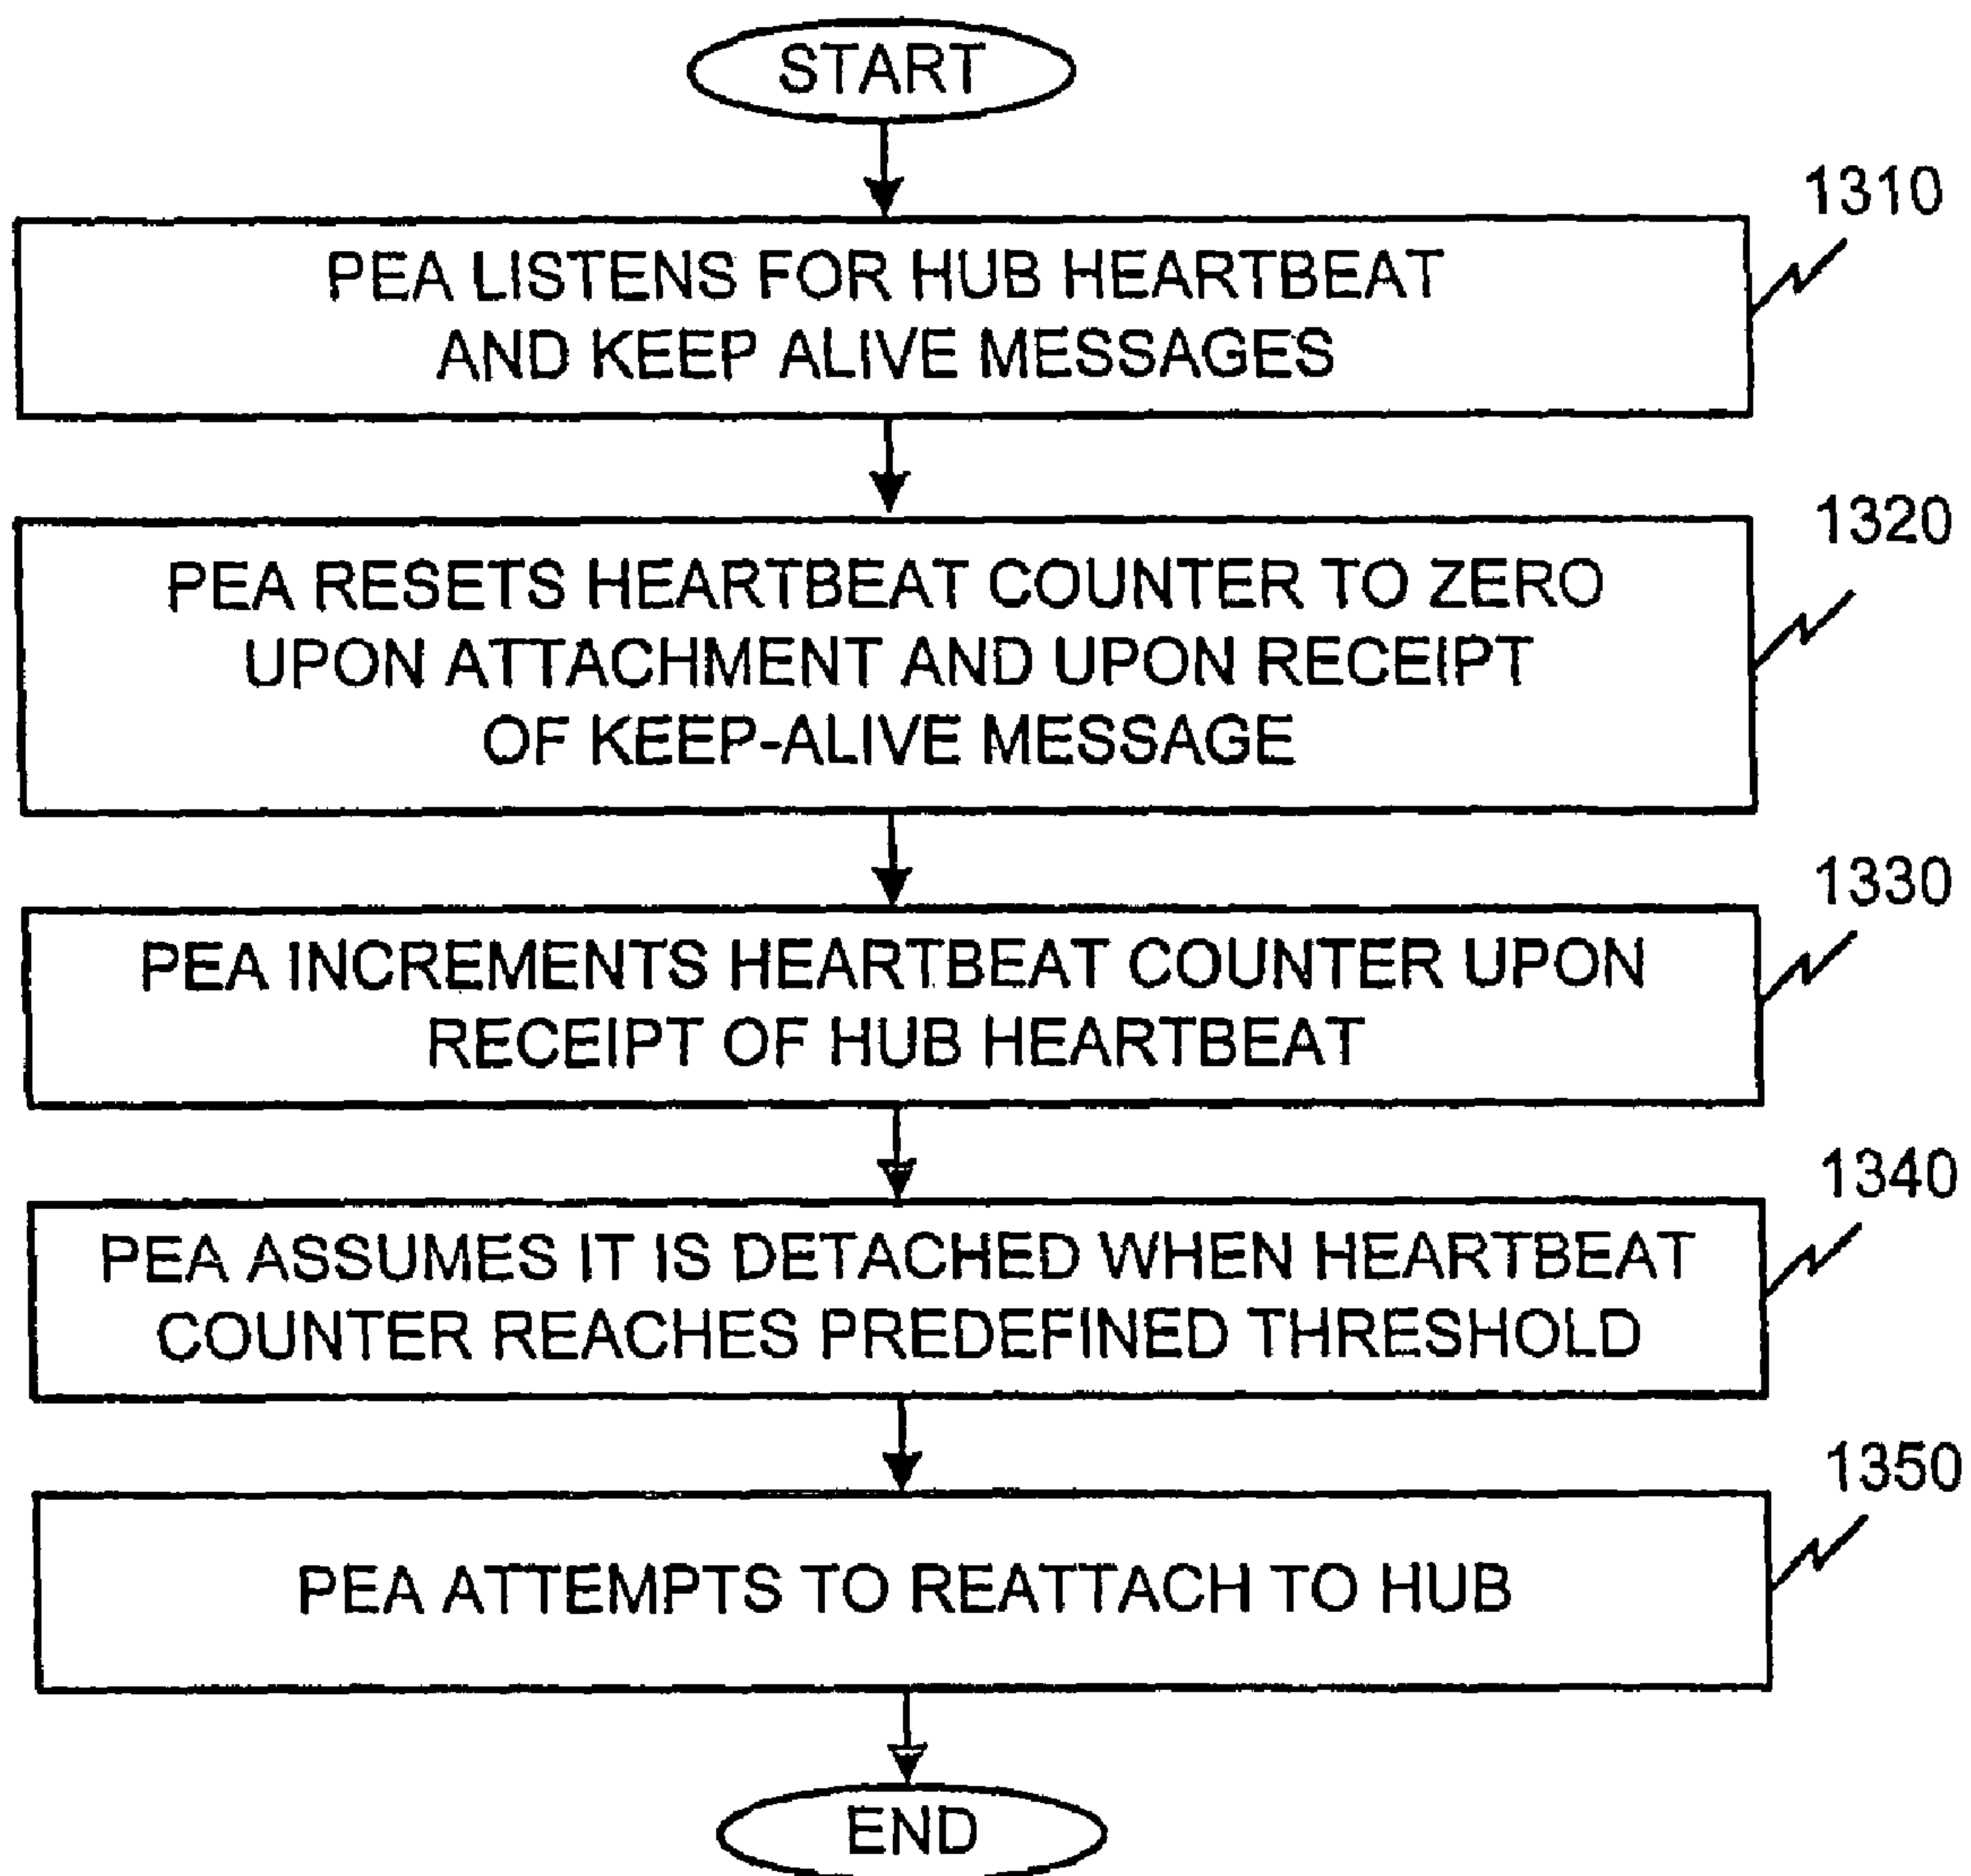 START
1310
PEA LISTENS FOR HUB HEARTBEAT
AND KEEP ALIVE MESSAGES
1320
PEA RESETS HEARTBEAT COUNTER TO ZERO
UPON ATTACHMENT AND UPON RECEIPT
OF KEEP-ALIVE MESSAGE
1330
PEA INCREMENTS HEARTBEAT COUNTER UPON
RECEIPT OF HUB HEARTBEAT
1340
PEA ASSUMES IT IS DETACHED WHEN HEARTBEAT
COUNTER REACHES PREDEFINED THRESHOLD
1350
PEA ATTEMPTS TO REATTACH TO HUB
END